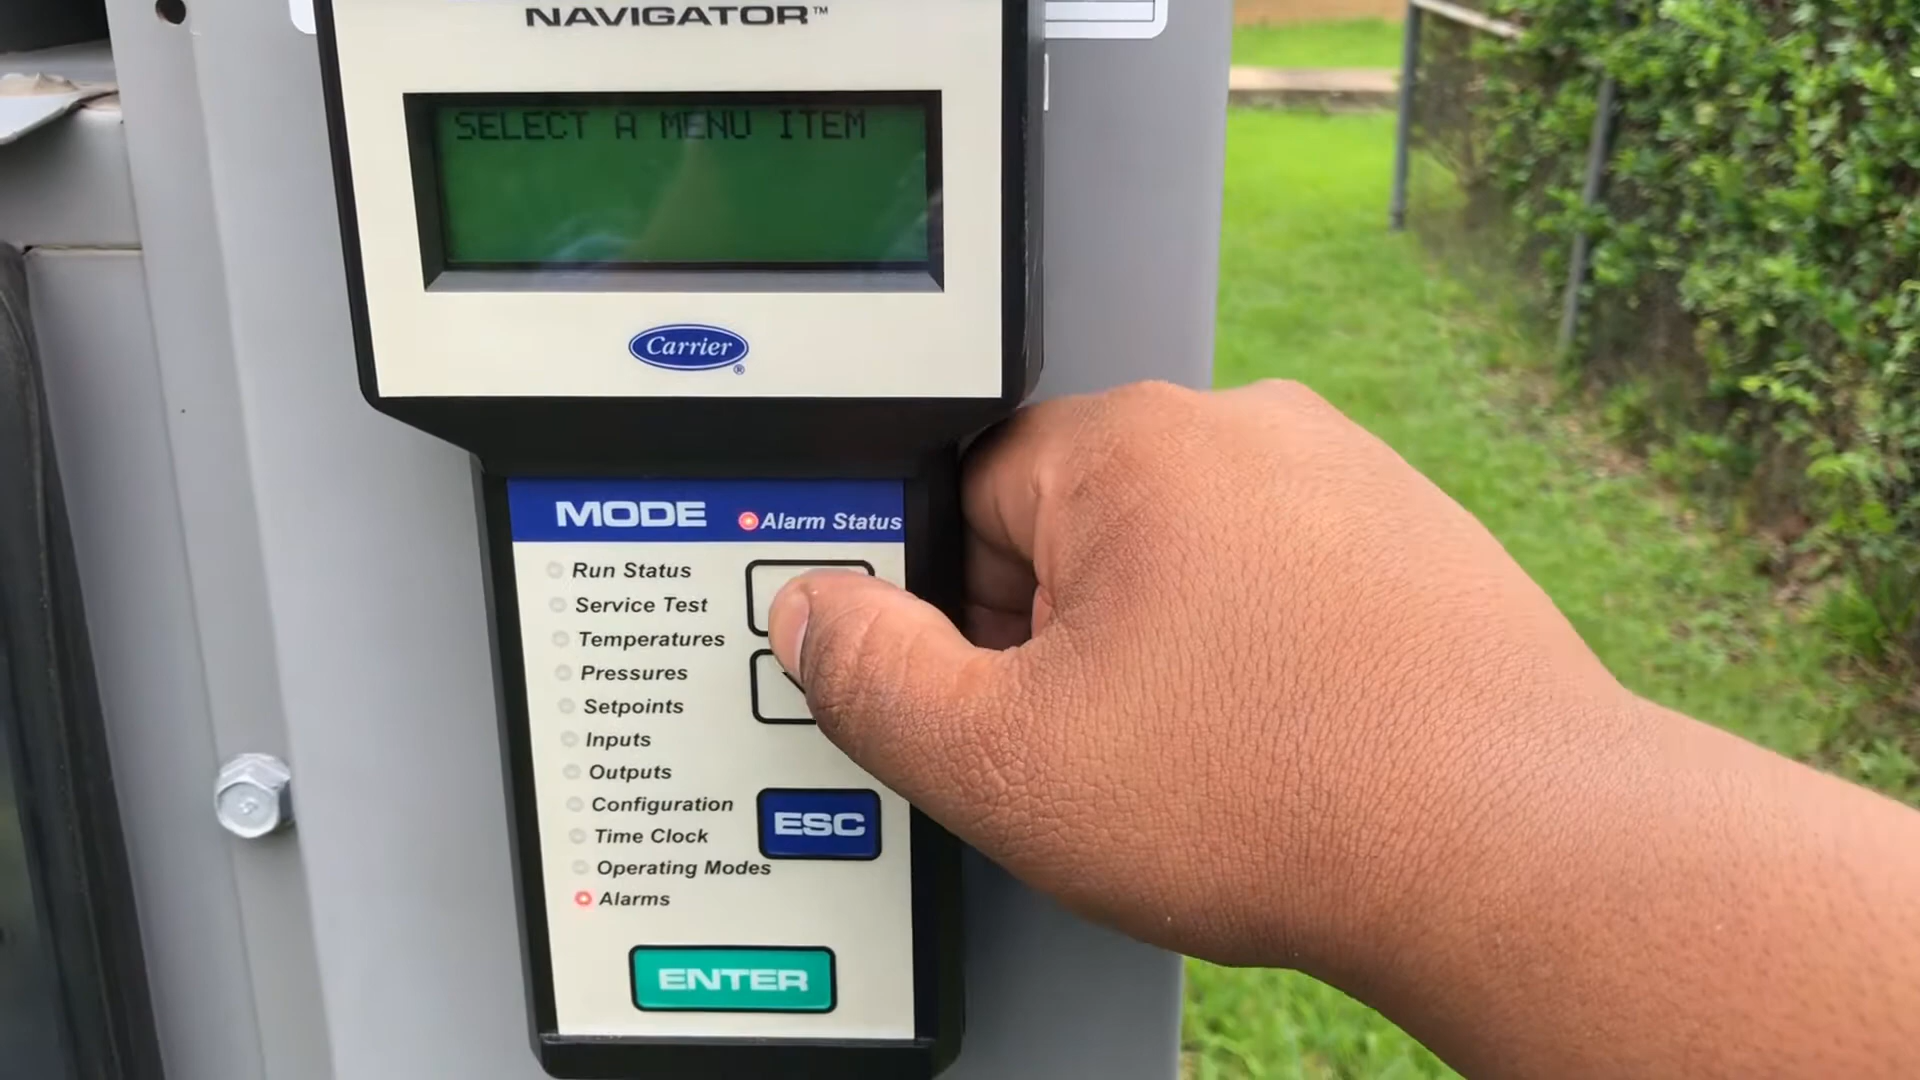 NAVIGATOR™
SELECT A MENU ITEM
Carrier®
MODE
Alarm Status
Run Status
Service Test
Temperatures
Pressures
Setpoints
Inputs
Outputs
Configuration
Time Clock
Operating Modes
Alarms
ESC
ENTER